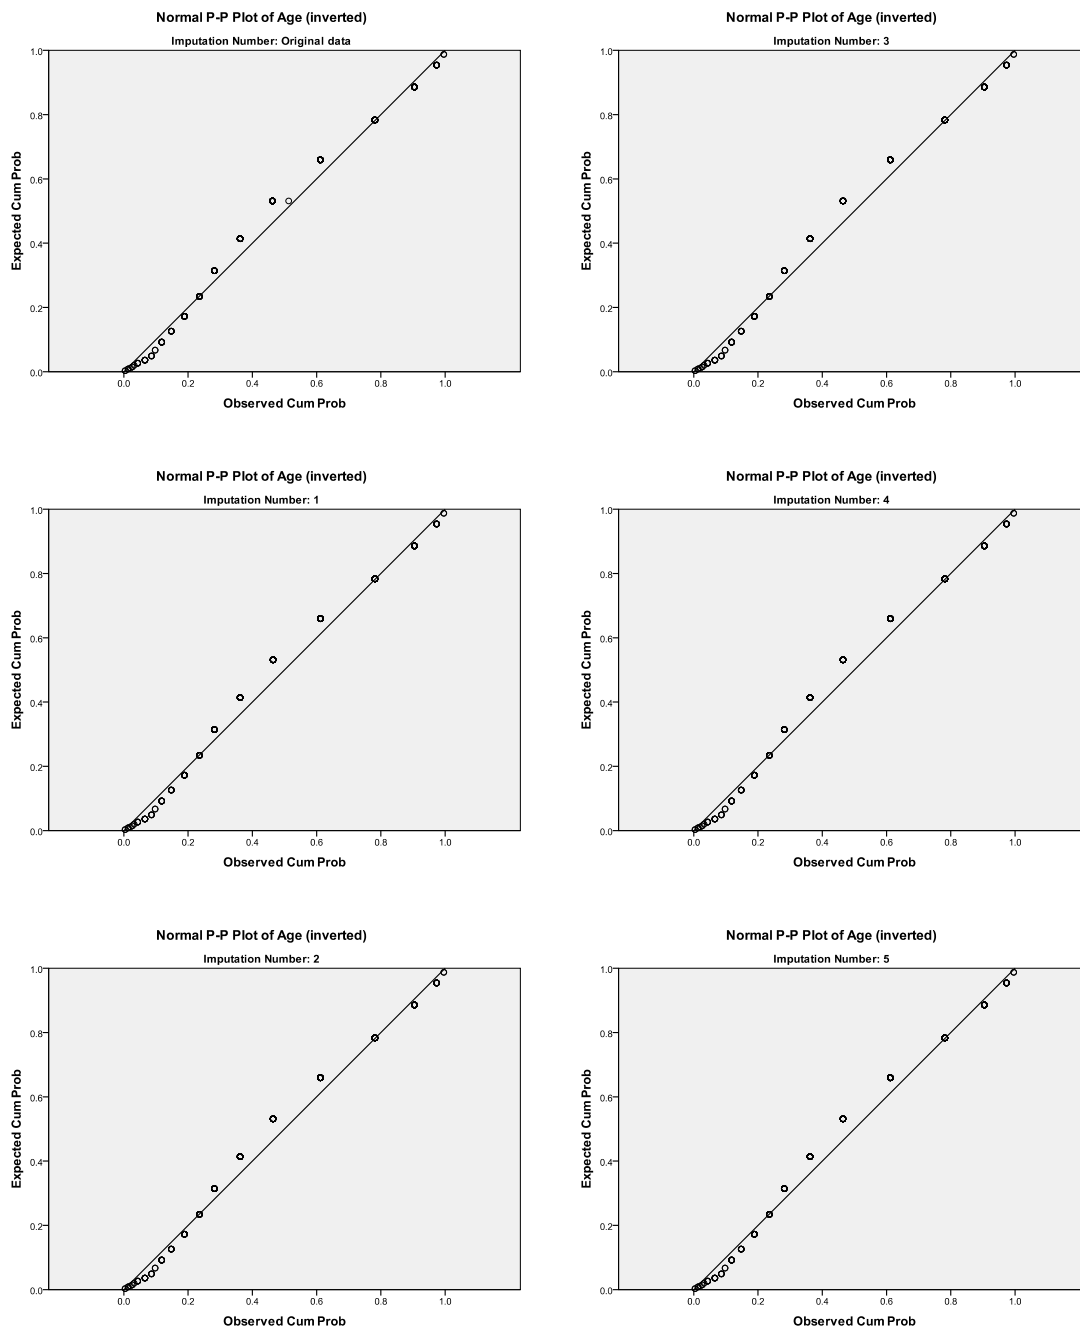 Normal P-P Plot of Age (inverted)
Imputation Number: Original data
1.0
0.8
0.6
0.4
0.2
0.0
Expected Cum Prob
0.0 0.2 0.4 0.6 0.8 1.0
Observed Cum Prob
Normal P-P Plot of Age (inverted)
Imputation Number: 3
1.0
0.8
0.6
0.4
0.2
0.0
Expected Cum Prob
0.0 0.2 0.4 0.6 0.8 1.0
Observed Cum Prob
Normal P-P Plot of Age (inverted)
Imputation Number: 1
1.0
0.8
0.6
0.4
0.2
0.0
Expected Cum Prob
0.0 0.2 0.4 0.6 0.8 1.0
Observed Cum Prob
Normal P-P Plot of Age (inverted)
Imputation Number: 4
1.0
0.8
0.6
0.4
0.2
0.0
Expected Cum Prob
0.0 0.2 0.4 0.6 0.8 1.0
Observed Cum Prob
Normal P-P Plot of Age (inverted)
Imputation Number: 2
1.0
0.8
0.6
0.4
0.2
0.0
Expected Cum Prob
0.0 0.2 0.4 0.6 0.8 1.0
Observed Cum Prob
Normal P-P Plot of Age (inverted)
Imputation Number: 5
1.0
0.8
0.6
0.4
0.2
0.0
Expected Cum Prob
0.0 0.2 0.4 0.6 0.8 1.0
Observed Cum Prob